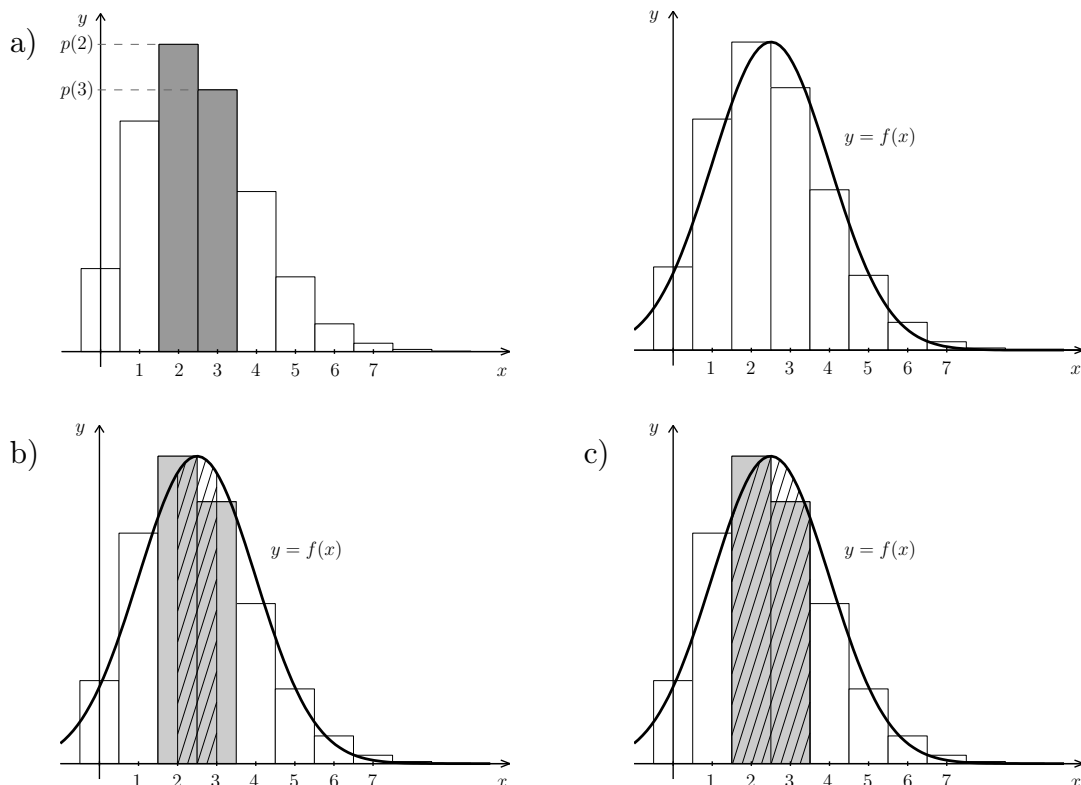 a)
y
p(2)
p(3)
1 2 3 4 5 6 7
x
y
y = f(x)
1 2 3 4 5 6 7
x
b)
y
y = f(x)
1 2 3 4 5 6 7
x
c)
y
y = f(x)
1 2 3 4 5 6 7
x